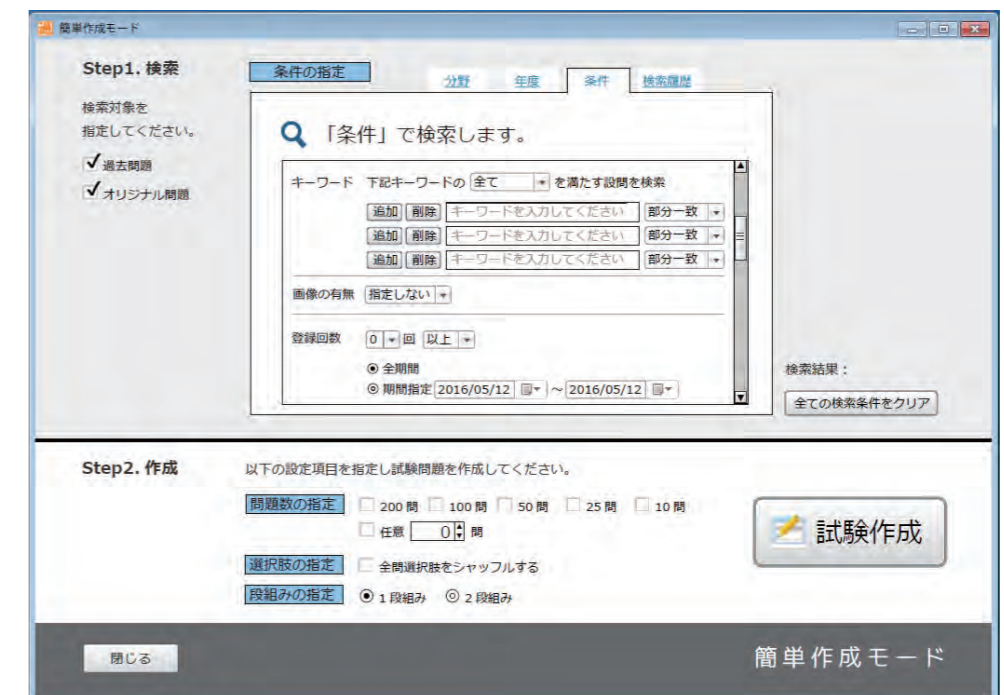 簡単作成モード
Step1. 検索
検索対象を
指定してください。
過去問題
オリジナル問題
条件の指定
分野 年度 条件 検索履歴
「条件」で検索します。
キーワード 下記キーワードの 全て を満たす設問を検索
追加 削除 キーワードを入力してください 部分一致
追加 削除 キーワードを入力してください 部分一致
追加 削除 キーワードを入力してください 部分一致
画像の有無 指定しない
登録回数 0 回 以上
全期間
期間指定 2016/05/12 ~ 2016/05/12
検索結果:
全ての検索条件をクリア
Step2. 作成
以下の設定項目を指定し試験問題を作成してください。
問題数の指定 200 問 100 問 50 問 25 問 10 問
任意 0 問
選択肢の指定 全問選択肢をシャッフルする
段組みの指定 1 段組み 2 段組み
試験作成
閉じる
簡単作成モード